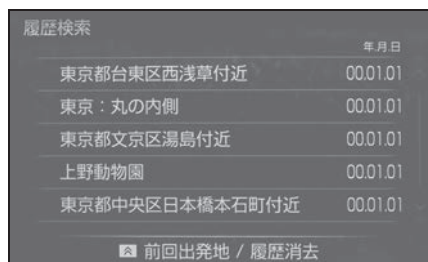 履歴検索
年月日
東京都台東区西浅草付近 00.01.01
東京：丸の内側 00.01.01
東京都文京区湯島付近 00.01.01
上野動物園 00.01.01
東京都中央区日本橋本石町付近 00.01.01
前回出発地 / 履歴消去